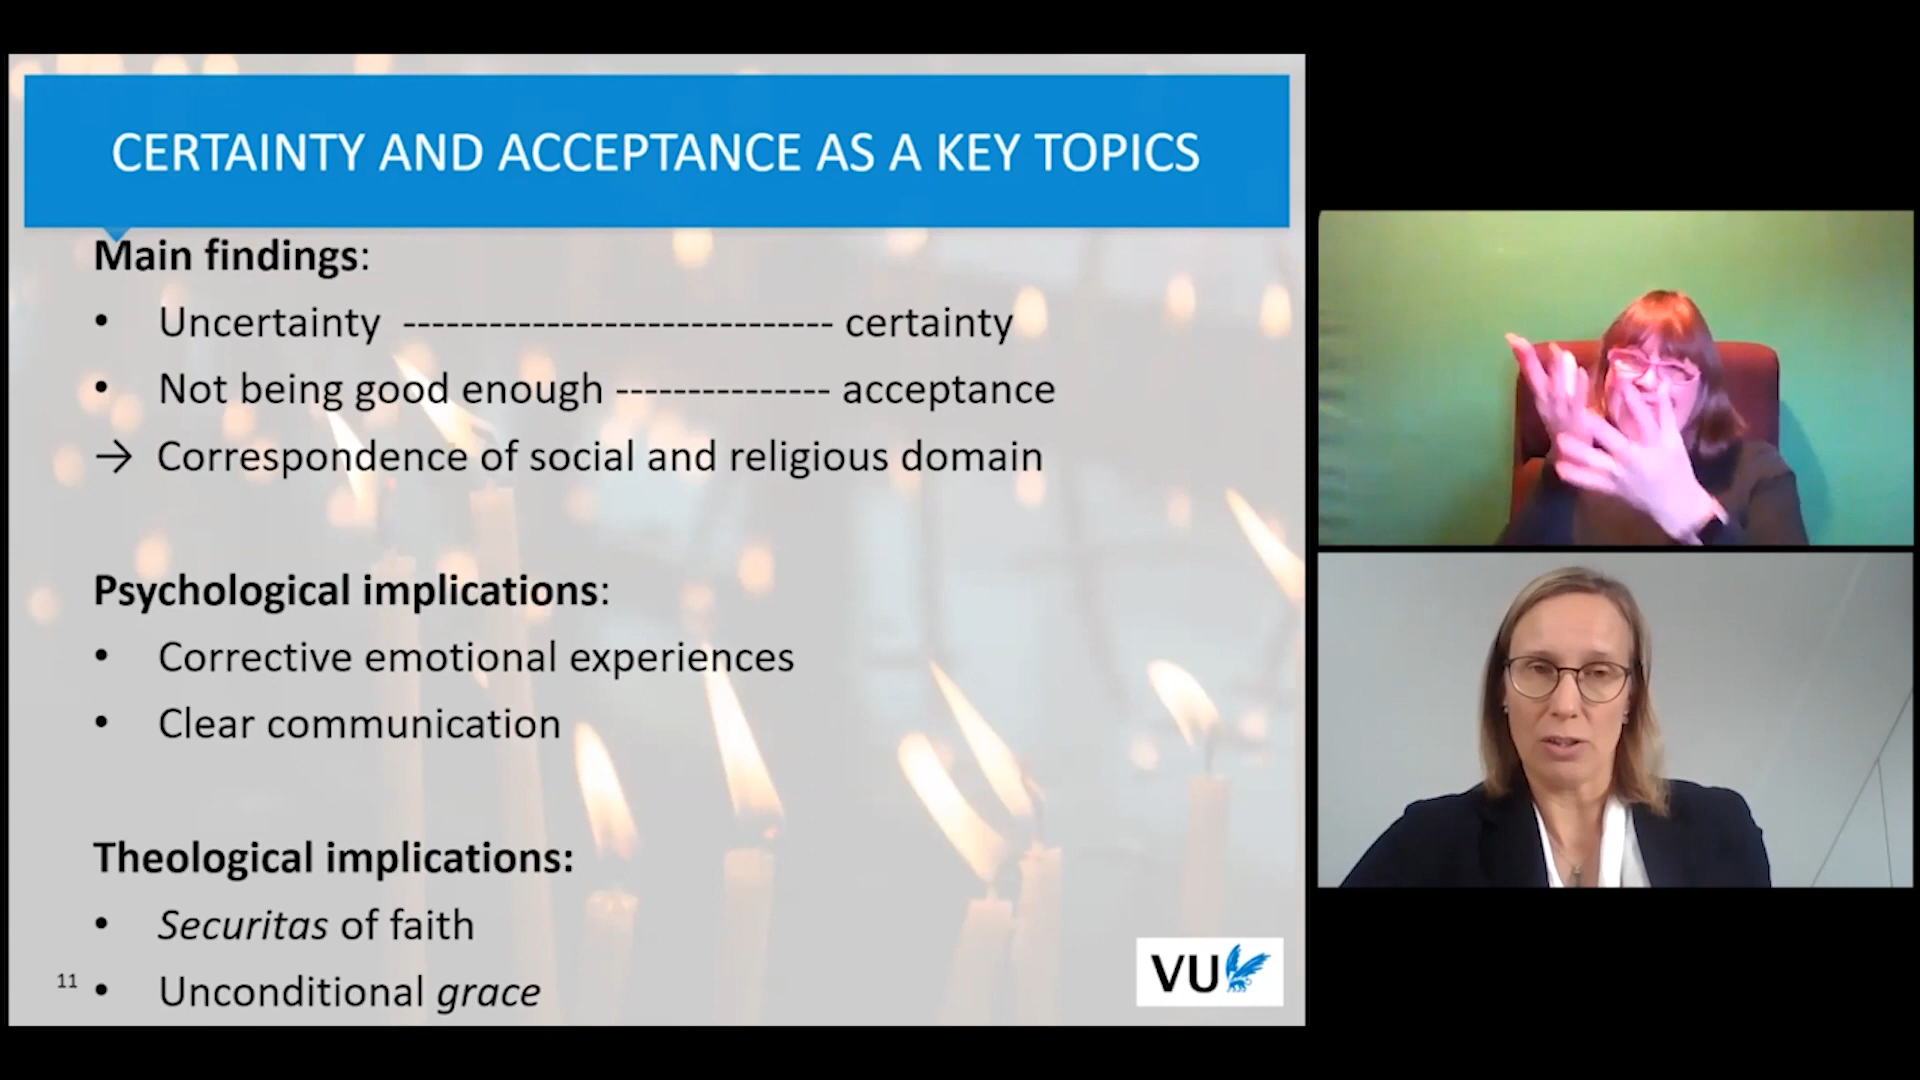 CERTAINTY AND ACCEPTANCE AS A KEY TOPICS
Main findings:
• Uncertainty ------------------------------ certainty
• Not being good enough --------------- acceptance
→ Correspondence of social and religious domain
Psychological implications:
• Corrective emotional experiences
• Clear communication
Theological implications:
• Securitas of faith
• Unconditional grace
11
VU